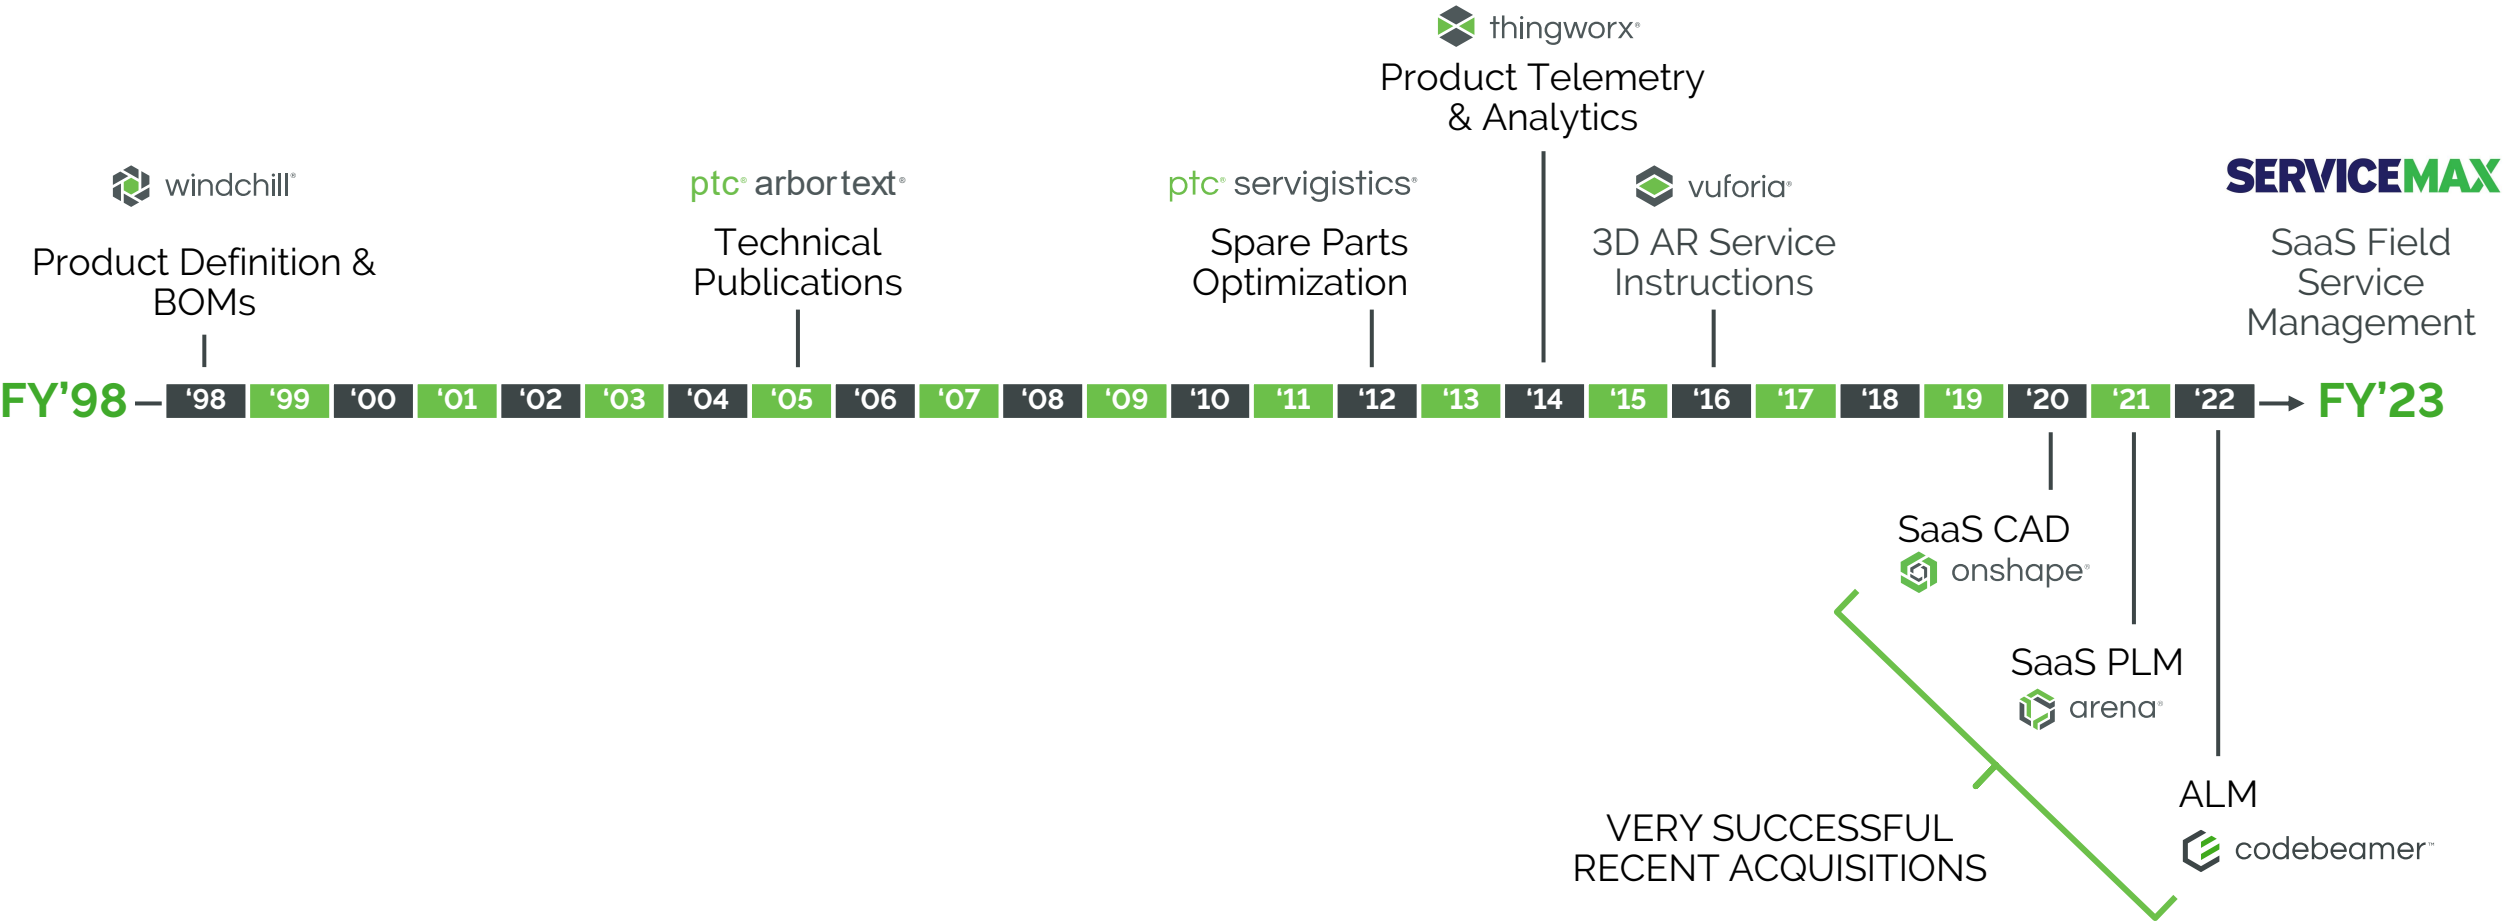 thingworx®
Product Telemetry
& Analytics
windchill®
Product Definition &
BOMs
ptc® arbortext®
Technical
Publications
ptc® servigistics®
Spare Parts
Optimization
vuforia®
3D AR Service
Instructions
SERVICEMAX
SaaS Field
Service
Management
FY'98 ‘98 ‘99 ‘00 ‘01 ‘02 ‘03 ‘04 ‘05 ‘06 ‘07 ‘08 ‘09 ‘10 ‘11 ‘12 ‘13 ‘14 ‘15 ‘16 ‘17 ‘18 ‘19 ‘20 ‘21 ‘22 FY'23
SaaS CAD
onshape®
SaaS PLM
arena®
ALM
codebeamer™
VERY SUCCESSFUL
RECENT ACQUISITIONS